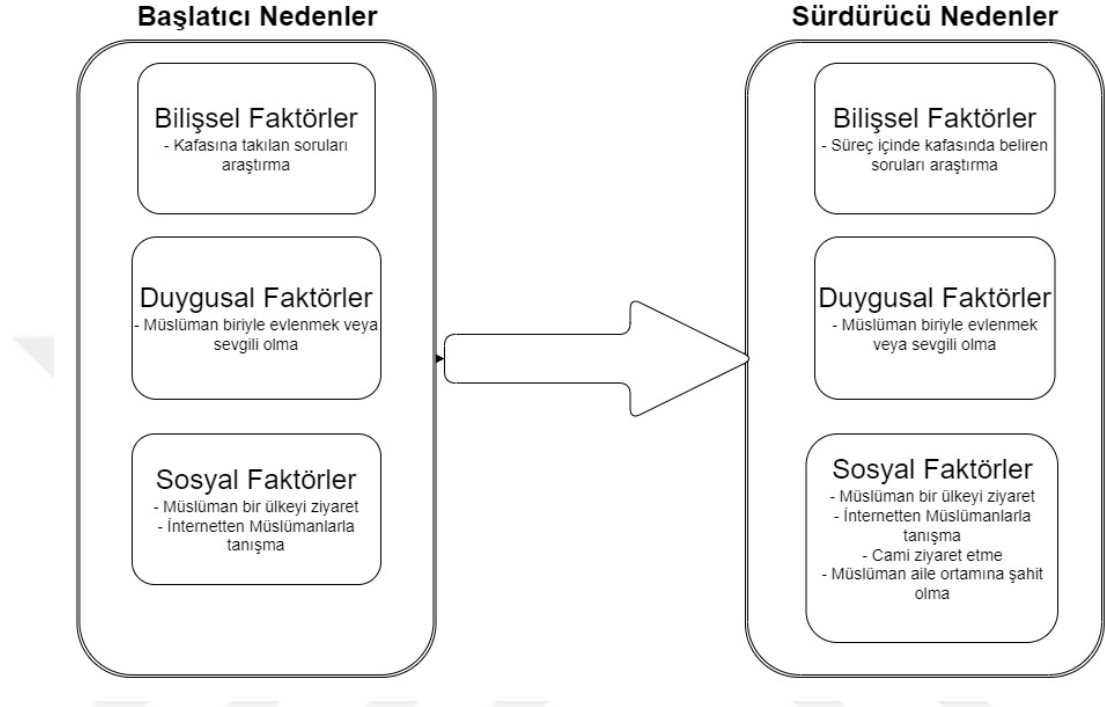 Başlatıcı Nedenler
Bilişsel Faktörler
- Kafasına takılan soruları
araştırma
Duygusal Faktörler
- Müslüman biriyle evlenmek veya
sevgili olma
Sosyal Faktörler
- Müslüman bir ülkeyi ziyaret
- İnternetten Müslümanlarla
tanışma
Sürdürücü Nedenler
Bilişsel Faktörler
- Süreç içinde kafasında beliren
soruları araştırma
Duygusal Faktörler
- Müslüman biriyle evlenmek
veya sevgili olma
Sosyal Faktörler
- Müslüman bir ülkeyi ziyaret
- İnternetten Müslümanlarla
tanışma
- Cami ziyaret etme
- Müslüman aile ortamına şahit
olma